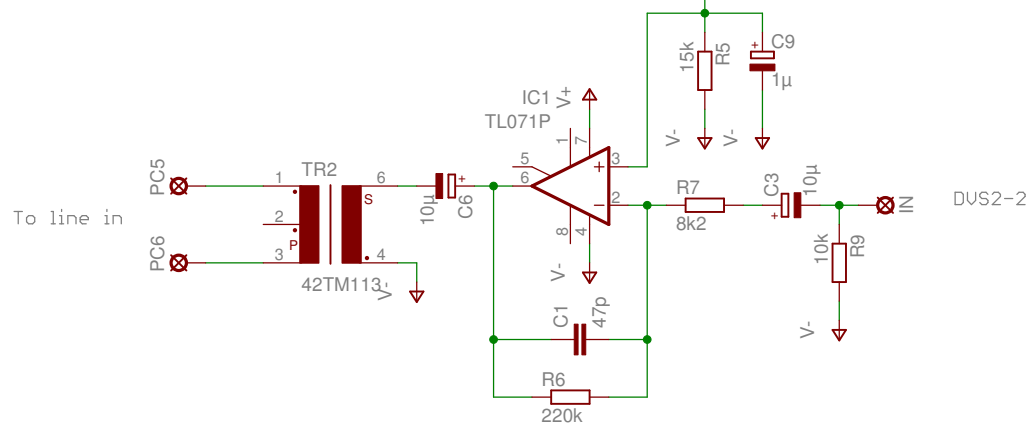 C9
15k
R5
1µ
IC1
V+
TL071P
1
7
V-
V-
5
+
3
PC5
1
TR2
6
6
2
R7
C3
10µ
IN
DVS2-2
S
10µ
C6
-
8k2
To line in
2
P
8
4
10k
R9
PC6
3
4
V-
42TM113
V-
C1
47p
V-
R6
220k